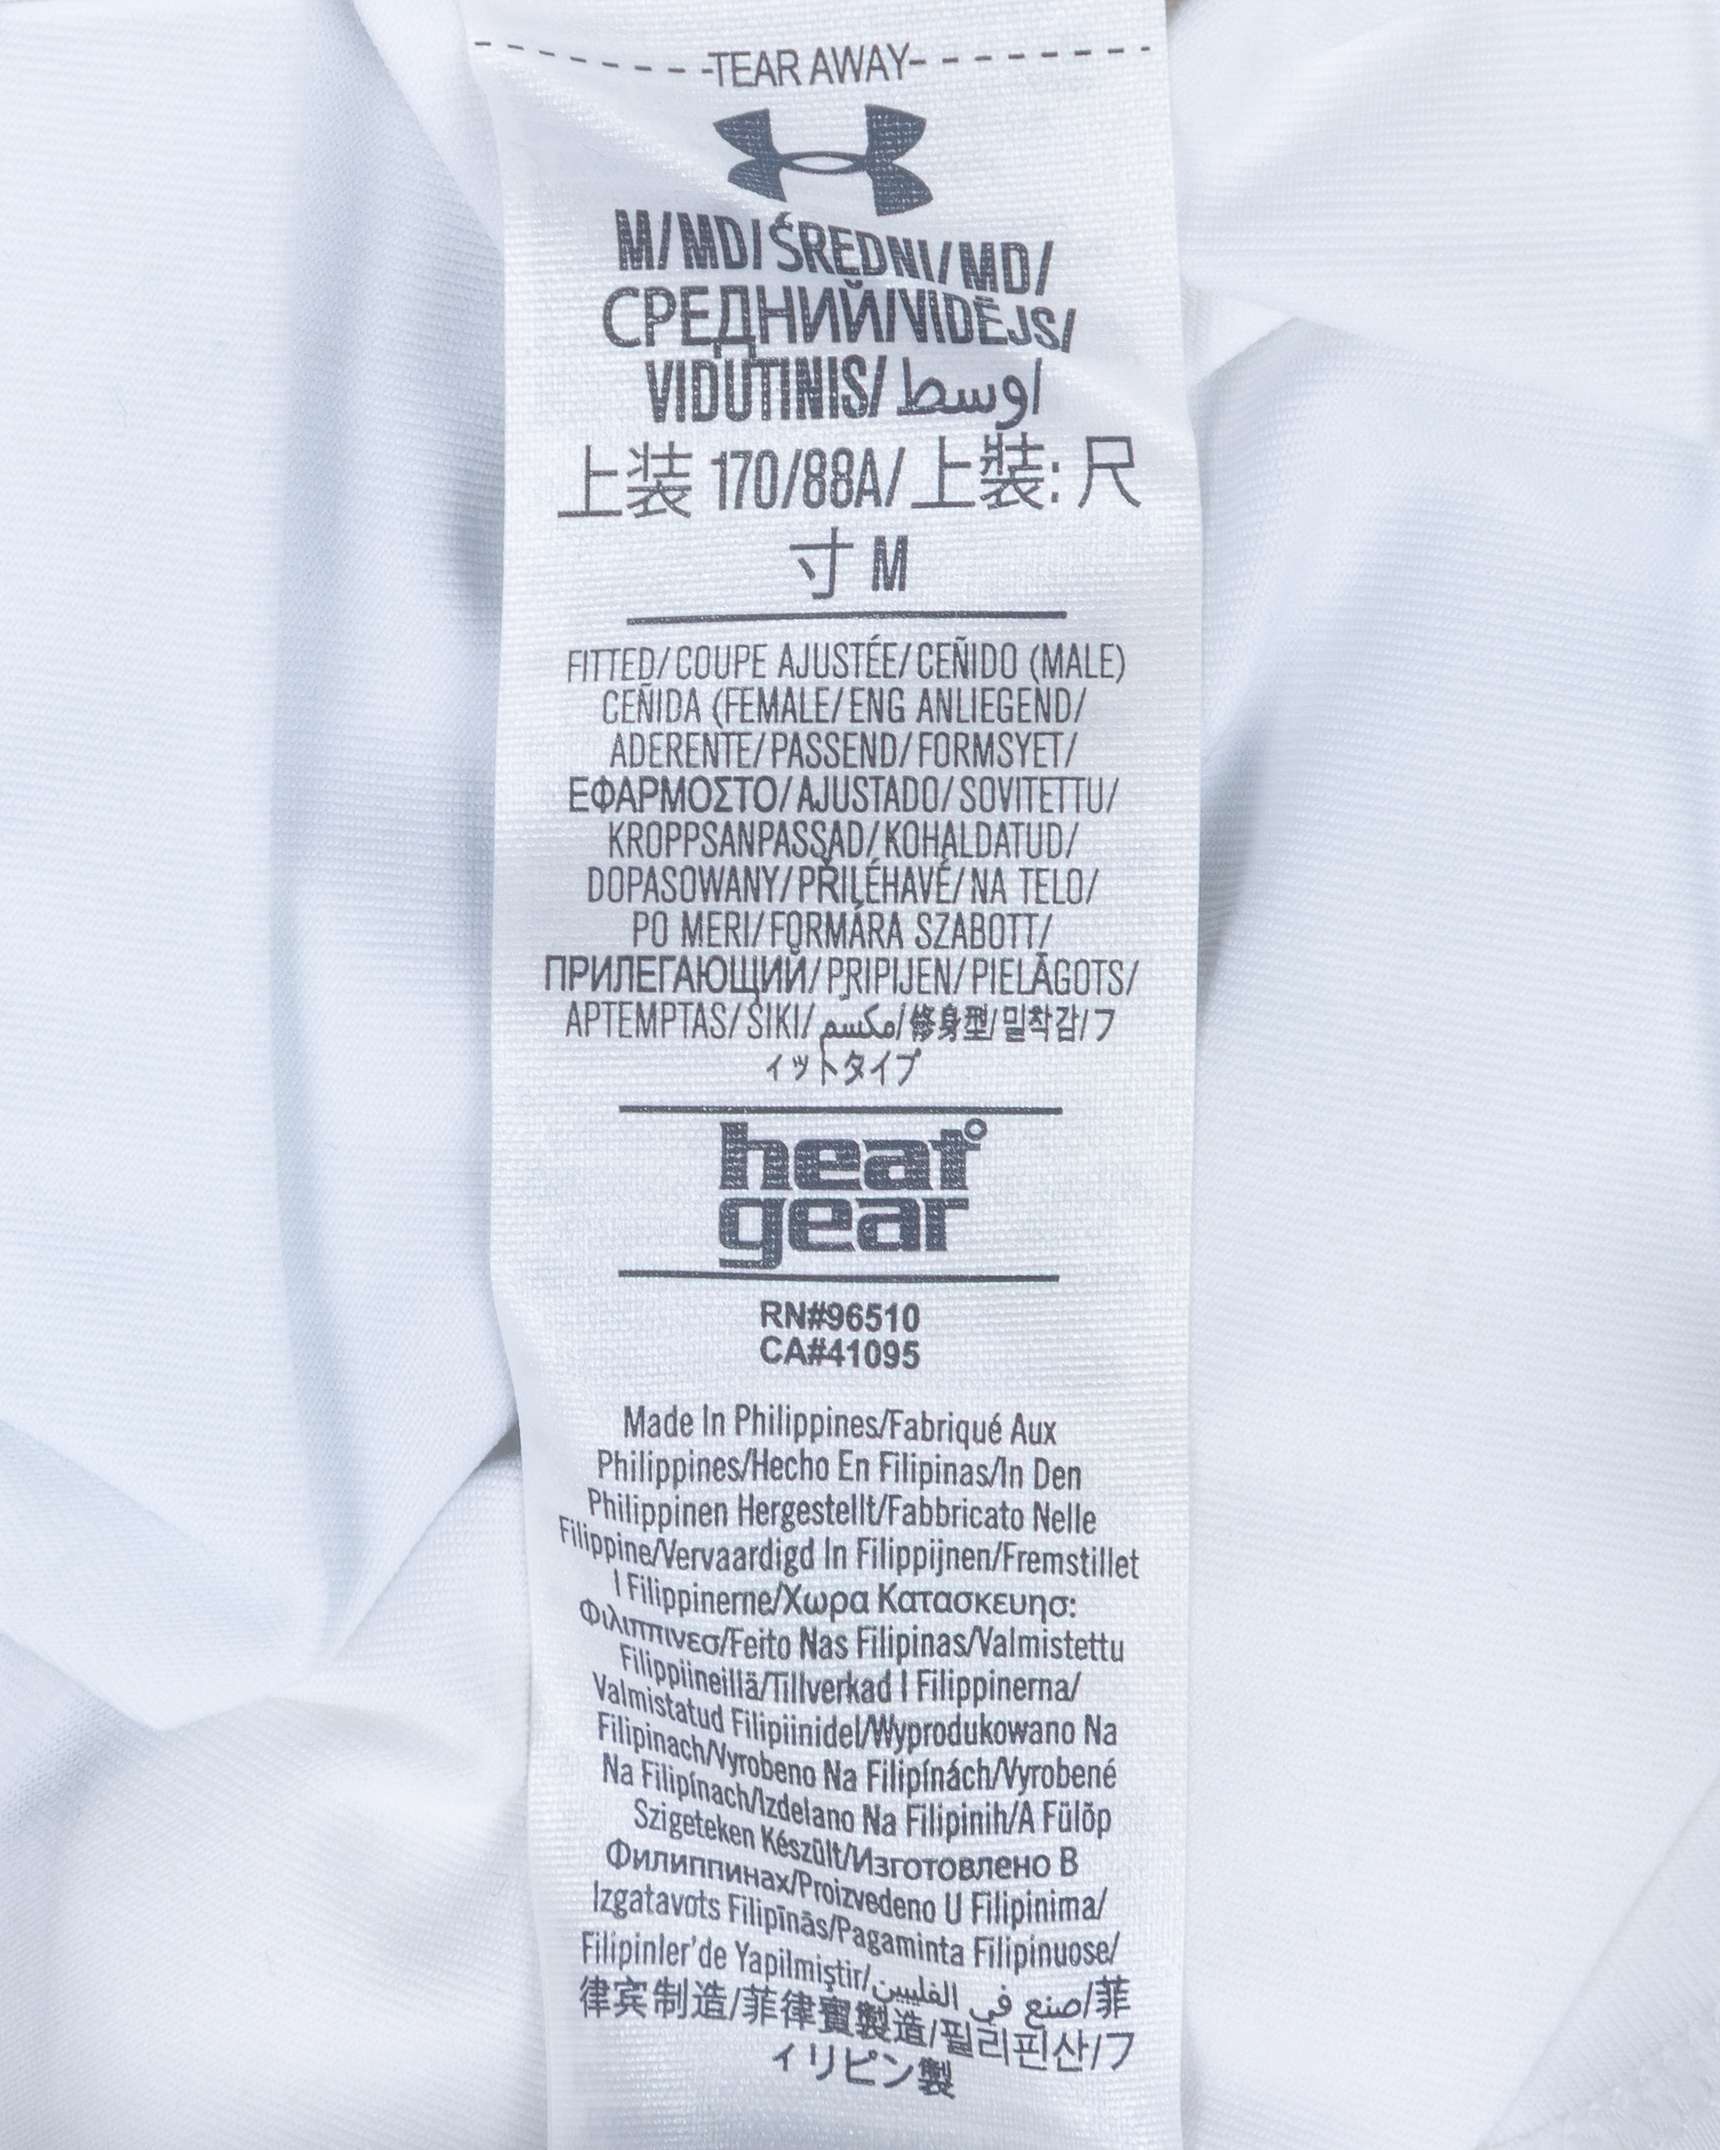 TEAR AWAY
M/MD/ŚREDNI/MD/
СРЕДНИЙ/VIDĒJS/
VIDUTINIS/اوسط
上装 170/88A/上裝: 尺
寸 M
FITTED/COUPE AJUSTÉE/CEÑIDO (MALE)
CEÑIDA (FEMALE/ENG ANLIEGEND/
ADERENTE/PASSEND/FORMSYET/
ΕΦΑΡΜΟΣΤΟ/AJUSTADO/SOVITETTU/
KROPPSANPASSAD/KOHALDATUD/
DOPASOWANY/PŘILÉHAVÉ/NA TELO/
PO MERI/FORMÁRA SZABOTT/
ПРИЛЕГАЮЩИЙ/PRIPIJEN/PIELĀGOTS/
APTEMPTAS/SIKI/مكسم/修身型/밀착감/フ
ィットタイプ
heat°
gear
RN#96510
CA#41095
Made In Philippines/Fabriqué Aux
Philippines/Hecho En Filipinas/In Den
Philippinen Hergestellt/Fabbricato Nelle
Filippine/Vervaardigd In Filippijnen/Fremstillet
I Filippinerne/Χωρα Κατασκευησ:
Φιλιππινεσ/Feito Nas Filipinas/Valmistettu
Filippiineillä/Tillverkad I Filippinerna/
Valmistatud Filipiinidel/Wyprodukowano Na
Filipinach/Vyrobeno Na Filipínách/Vyrobené
Na Filipínach/Izdelano Na Filipinih/A Fülöp
Szigeteken Készült/Изготовлено В
Филиппинах/Proizvedeno U Filipinima/
Izgatavots Filipīnās/Pagaminta Filipinuose/
Filipinler'de Yapilmiştir/صنع في الفلبين/菲
律宾制造/菲律賓製造/필리핀산/フ
ィリピン製